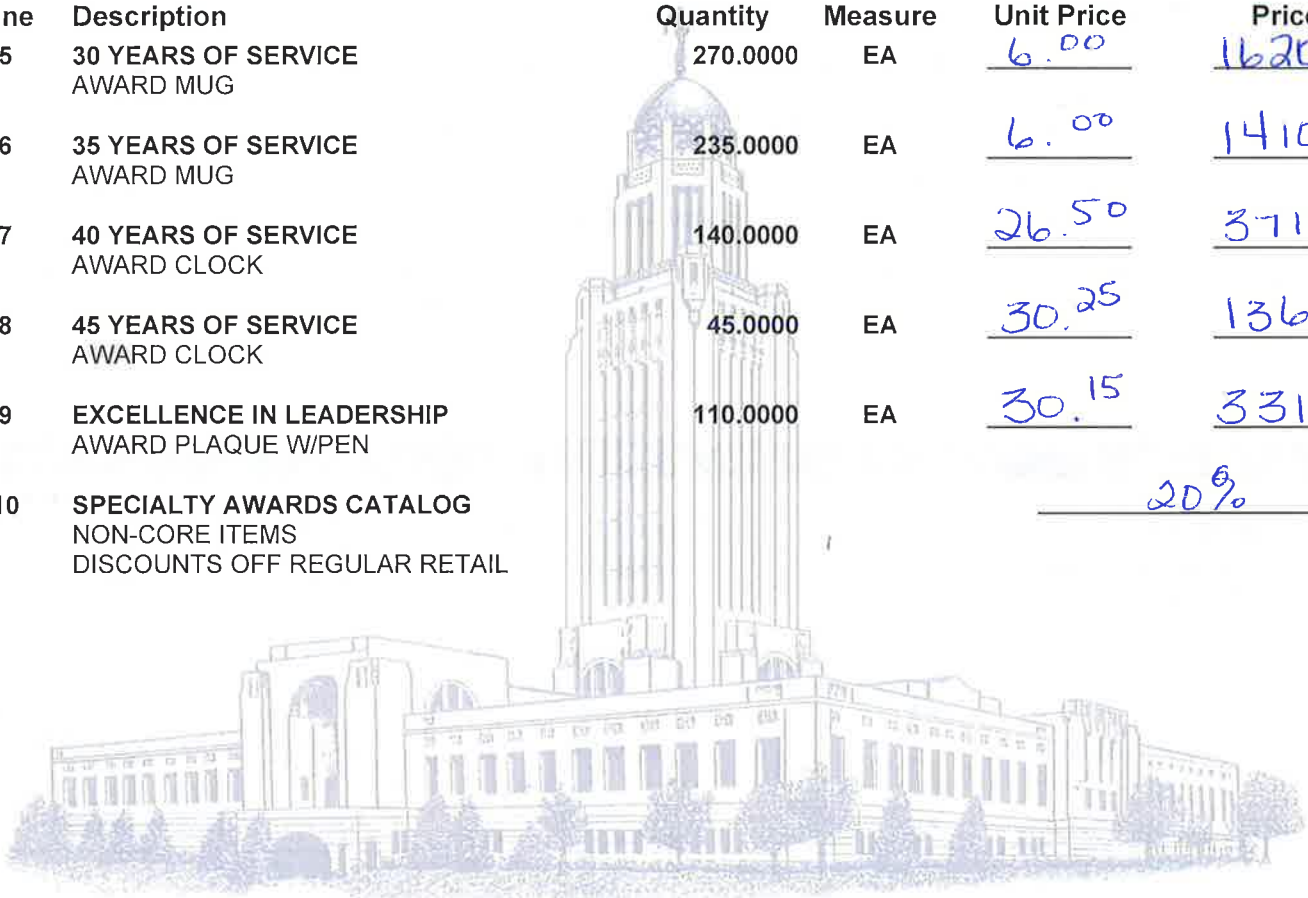 ne Description Quantity Measure Unit Price Price
5 30 YEARS OF SERVICE 270.0000 EA 6.00 1620
AWARD MUG
6 35 YEARS OF SERVICE 235.0000 EA 6.00 1410
AWARD MUG
7 40 YEARS OF SERVICE 140.0000 EA 26.50 371
AWARD CLOCK
8 45 YEARS OF SERVICE 45.0000 EA 30.25 136
AWARD CLOCK
9 EXCELLENCE IN LEADERSHIP 110.0000 EA 30.15 331
AWARD PLAQUE W/PEN
10 SPECIALTY AWARDS CATALOG 20%
NON-CORE ITEMS
DISCOUNTS OFF REGULAR RETAIL